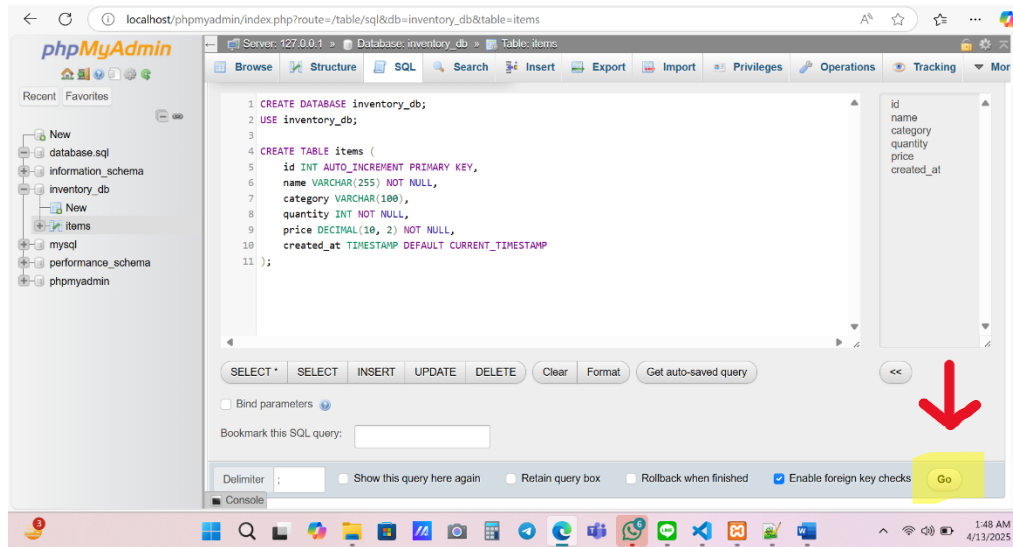 localhost/phpmyadmin/index.php?route=/table/sql&db=inventory_db&table=items
phpMyAdmin
Recent Favorites
New
database.sql
information_schema
inventory_db
New
items
mysql
performance_schema
phpmyadmin
Server: 127.0.0.1 » Database: inventory_db » Table: items
Browse Structure SQL Search Insert Export Import Privileges Operations Tracking Mor
1 CREATE DATABASE inventory_db;
2 USE inventory_db;
3
4 CREATE TABLE items (
5 id INT AUTO_INCREMENT PRIMARY KEY,
6 name VARCHAR(255) NOT NULL,
7 category VARCHAR(100),
8 quantity INT NOT NULL,
9 price DECIMAL(10, 2) NOT NULL,
10 created_at TIMESTAMP DEFAULT CURRENT_TIMESTAMP
11 );
id
name
category
quantity
price
created_at
SELECT * SELECT INSERT UPDATE DELETE Clear Format Get auto-saved query <<
Bind parameters
Bookmark this SQL query:
Delimiter ; Show this query here again Retain query box Rollback when finished Enable foreign key checks Go
Console
3
6
1:48 AM
4/13/2025